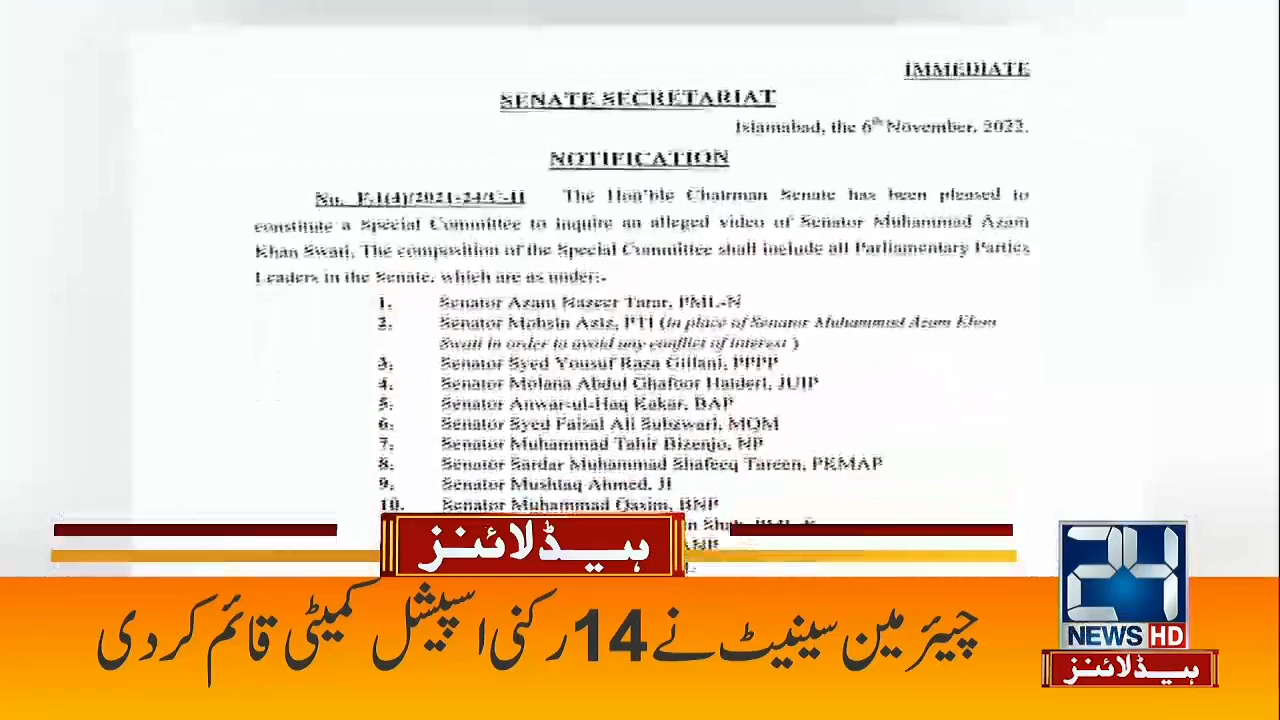 IMMEDIATE
SENATE SECRETARIAT
Islamabad, the 6th November, 2022.
NOTIFICATION
No. F.1(4)/2021-24/C-II The Hon'ble Chairman Senate has been pleased to
constitute a Special Committee to inquire an alleged video of Senator Muhammad Azam
Khan Swati. The composition of the Special Committee shall include all Parliamentary Parties
Leaders in the Senate, which are as under:-
1. Senator Azam Nazeer Tarar, PML-N
2. Senator Mohsin Aziz, PTI (in place of Senator Muhammad Azam Khan
Swati in order to avoid any conflict of interest )
3. Senator Syed Yousuf Raza Gillani, PPPP
4. Senator Molana Abdul Ghafoor Haideri, JUIP
5. Senator Anwar-ul-Haq Kakar, BAP
6. Senator Syed Faisal Ali Subzwari, MQM
7. Senator Muhammad Tahir Bizenjo, NP
8. Senator Sardar Muhammad Shafeeq Tareen, PKMAP
9. Senator Mushtaq Ahmed, JI
10. Senator Muhammad Qasim, BNP
ہیڈلائنز
چیئرمین سینیٹ نے 14 رکنی اسپیشل کمیٹی قائم کر دی
24
NEWS HD
ہیڈلائنز